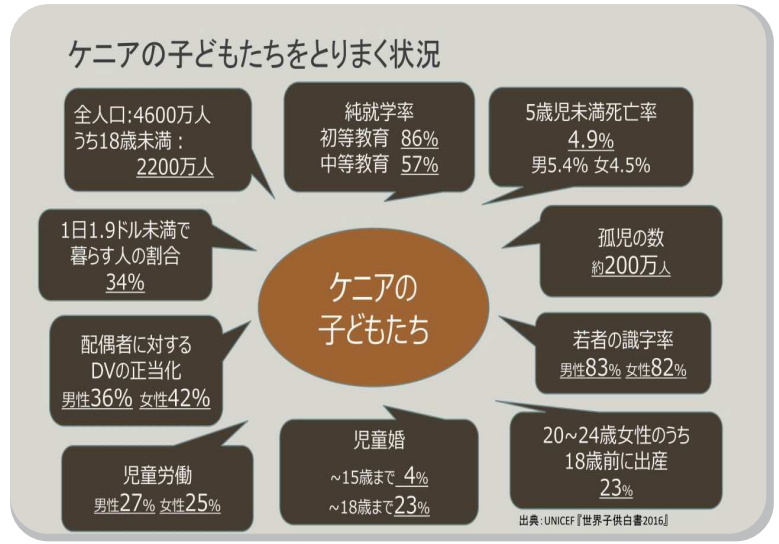 ケニアの子どもたちをとりまく状況
全人口:4600万人
うち18歳未満：
2200万人
純就学率
初等教育 86%
中等教育 57%
5歳児未満死亡率
4.9%
男5.4% 女4.5%
1日1.9ドル未満で
暮らす人の割合
34%
孤児の数
約200万人
ケニアの
子どもたち
配偶者に対する
DVの正当化
男性36% 女性42%
若者の識字率
男性83% 女性82%
児童労働
男性27% 女性25%
児童婚
~15歳まで 4%
~18歳まで23%
20~24歳女性のうち
18歳前に出産
23%
出典：UNICEF『世界子供白書2016』